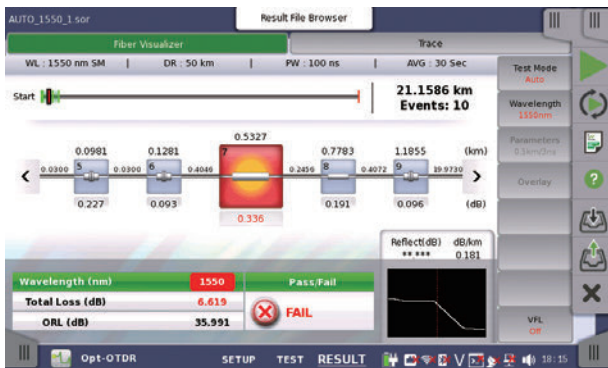 AUTO_1550_1.sor
Result File Browser
Fiber Visualizer
Trace
WL : 1550 nm SM | DR : 50 km | PW : 100 ns | AVG : 30 Sec
Test Mode
Auto
Start
21.1586 km
Events: 10
Wavelength
1550nm
Parameters
0.5km/3ns
Overlay
0.0981 0.1281 0.5327 0.7783 1.1855 (km)
0.0300 5 0.0300 6 0.4046 7 0.2456 8 0.4072 9 19.9730
0.227 0.093 0.336 0.191 0.096 (dB)
Reflect(dB) dB/km
**.*** 0.181
Wavelength (nm) 1550 Pass/Fail
Total Loss (dB) 6.619
FAIL
ORL (dB) 35.991
VFL
Off
Opt-OTDR SETUP TEST RESULT V 18:15